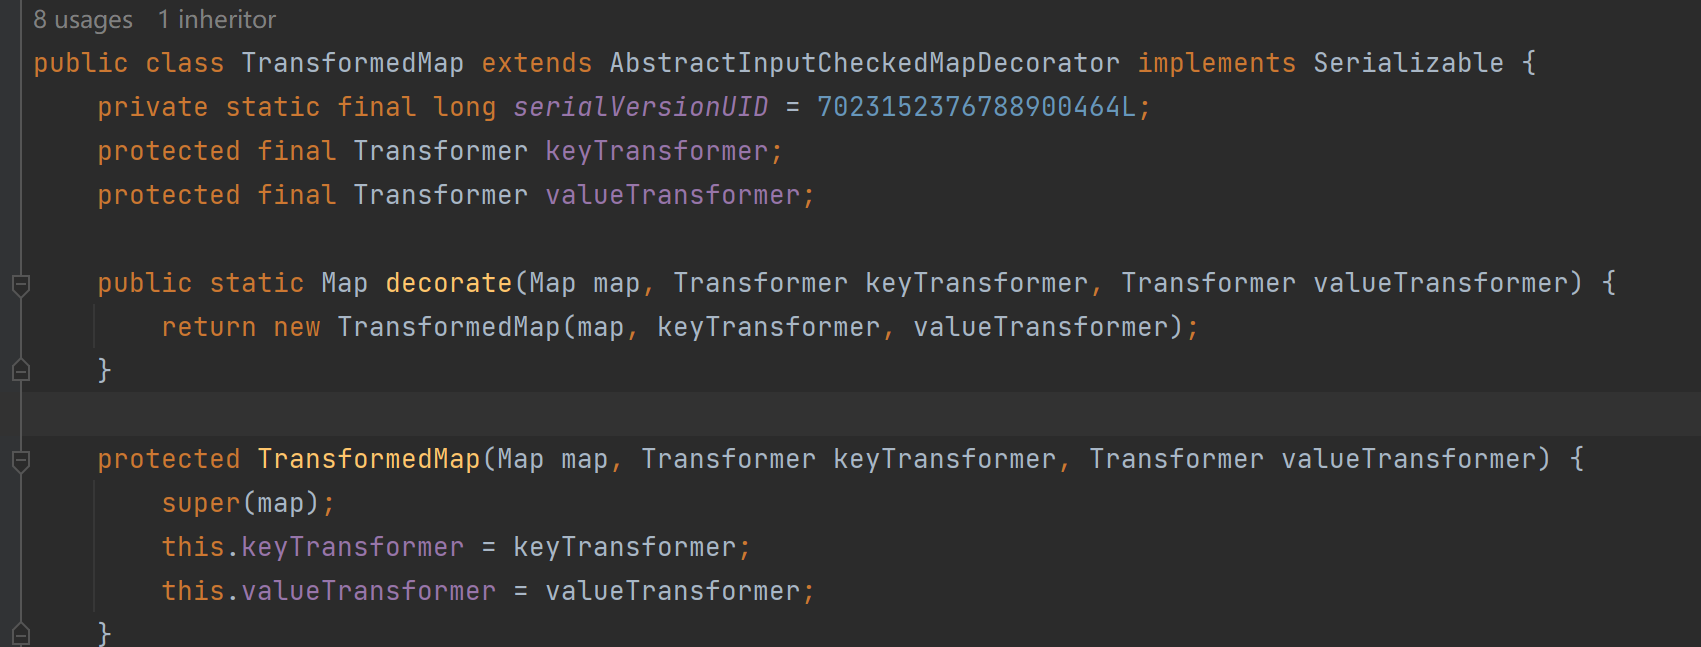 8 usages 1 inheritor
public class TransformedMap extends AbstractInputCheckedMapDecorator implements Serializable {
private static final long serialVersionUID = 7023152376788900464L;
protected final Transformer keyTransformer;
protected final Transformer valueTransformer;
public static Map decorate(Map map, Transformer keyTransformer, Transformer valueTransformer) {
return new TransformedMap(map, keyTransformer, valueTransformer);
}
protected TransformedMap(Map map, Transformer keyTransformer, Transformer valueTransformer) {
super(map);
this.keyTransformer = keyTransformer;
this.valueTransformer = valueTransformer;
}